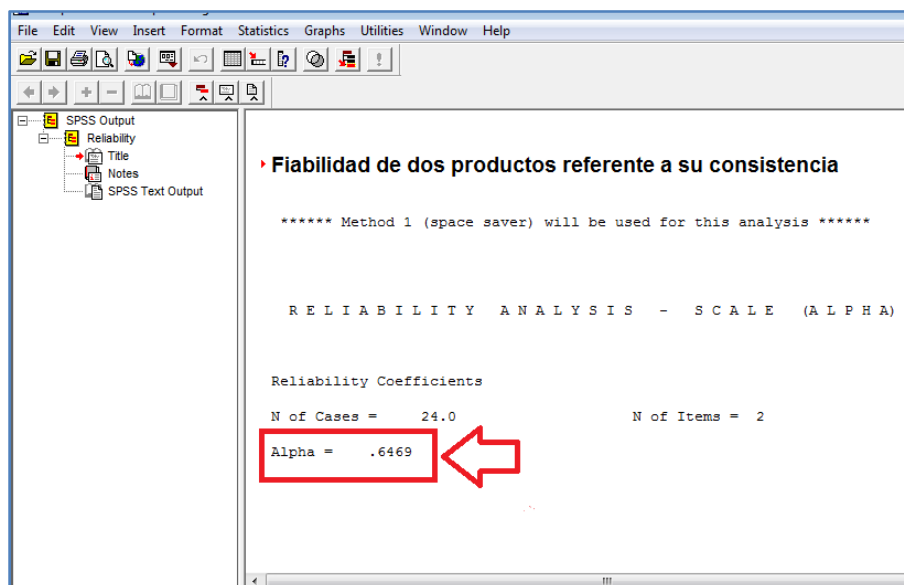 File Edit View Insert Format Statistics Graphs Utilities Window Help
SPSS Output
Reliability
Title
Notes
SPSS Text Output
Fiabilidad de dos productos referente a su consistencia
****** Method 1 (space saver) will be used for this analysis ******
R E L I A B I L I T Y   A N A L Y S I S   -   S C A L E   (A L P H A)
Reliability Coefficients
N of Cases =     24.0                    N of Items =  2
Alpha =    .6469